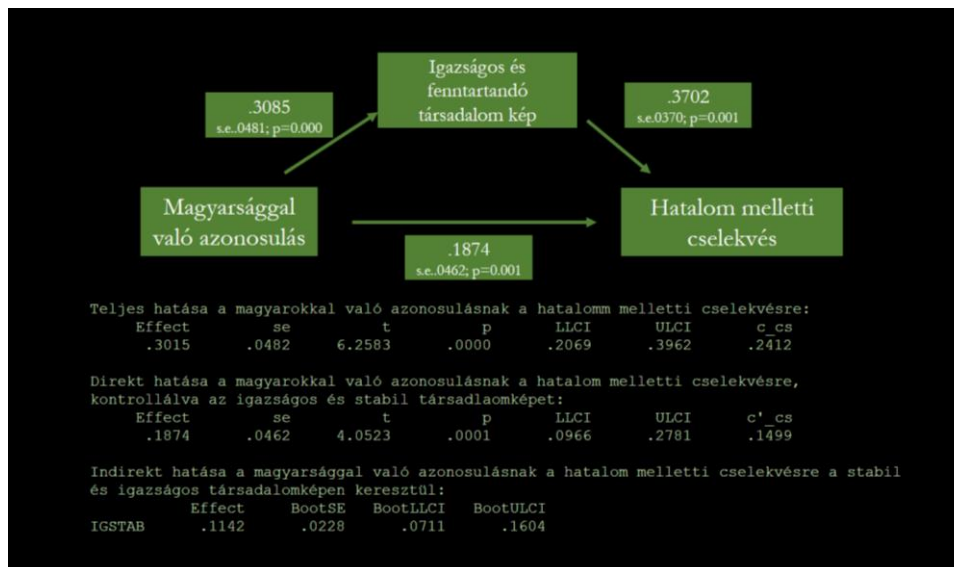 Igazságos és
fenntartandó
társadalom kép
.3085
s.e..0481; p=0.000
.3702
s.e.0370; p=0.001
Magyarsággal
való azonosulás
Hatalom melletti
cselekvés
.1874
s.e..0462; p=0.001
Teljes hatása a magyarokkal való azonosulásnak a hatalomm melletti cselekvésre:
Effect se t p LLCI ULCI c_cs
.3015 .0482 6.2583 .0000 .2069 .3962 .2412
Direkt hatása a magyarokkal való azonosulásnak a hatalom melletti cselekvésre,
kontrollálva az igazságos és stabil társadlaomképet:
Effect se t p LLCI ULCI c'_cs
.1874 .0462 4.0523 .0001 .0966 .2781 .1499
Indirekt hatása a magyarsággal való azonosulásnak a hatalom melletti cselekvésre a stabil
és igazságos társadalomképen keresztül:
Effect BootSE BootLLCI BootULCI
IGSTAB .1142 .0228 .0711 .1604